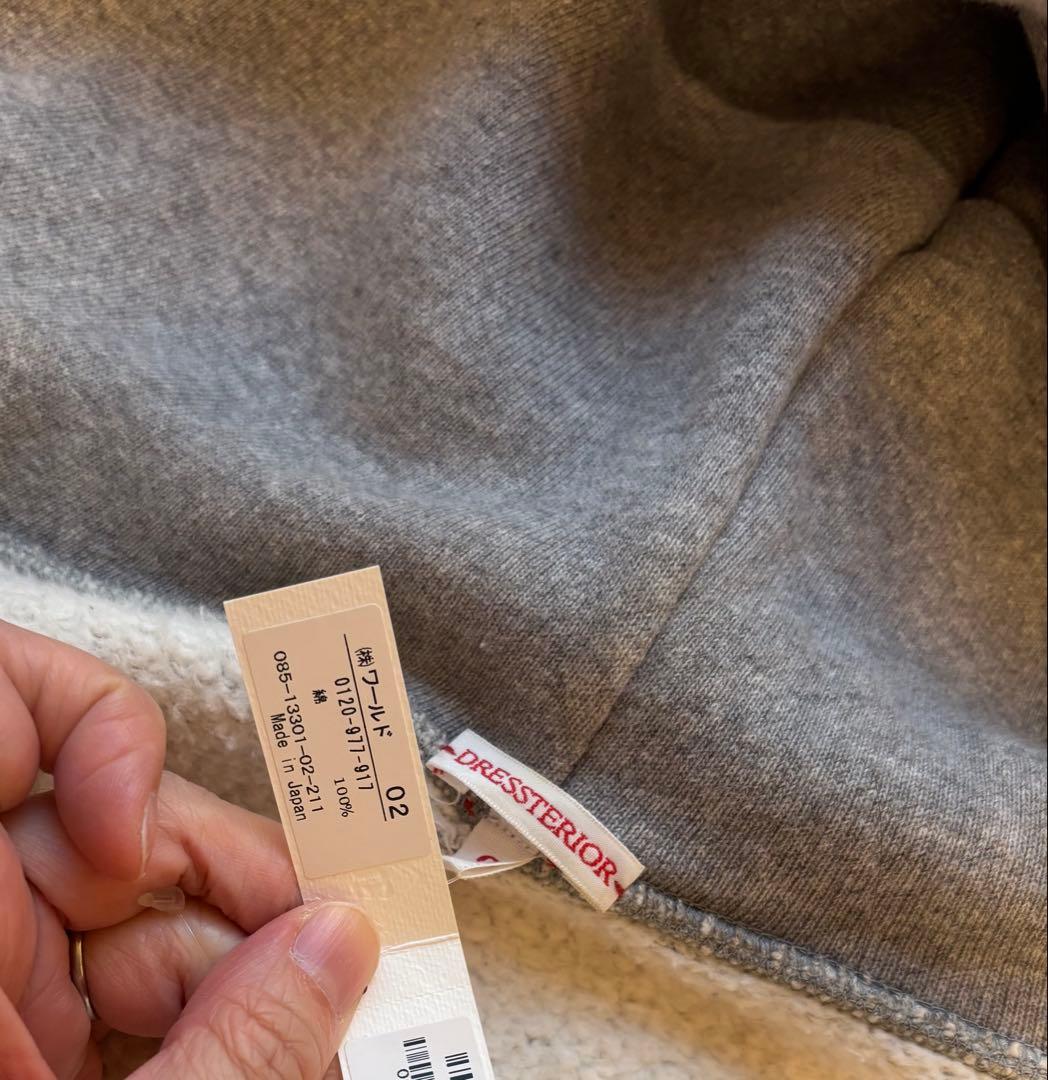 02
㈱ワールド
0120-977-917
綿 100%
085-13301-02-211
Made in Japan
DRESSTERIOR
0